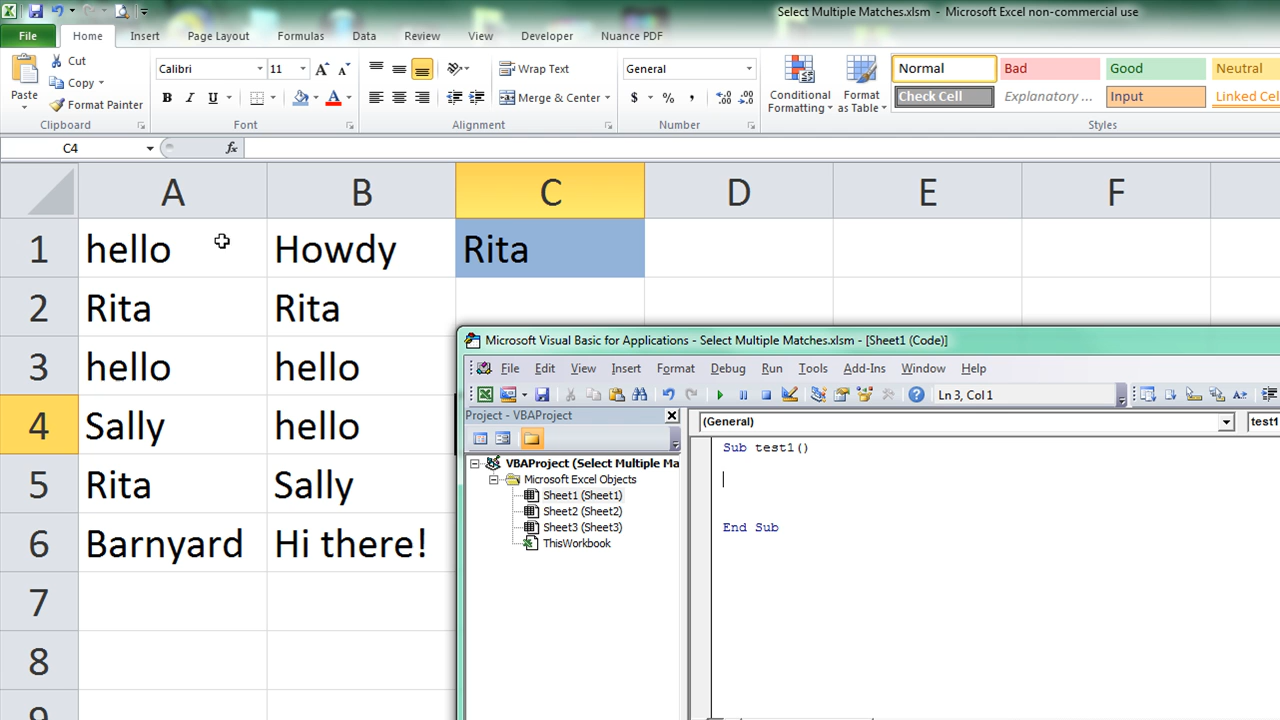 Select Multiple Matches.xlsm - Microsoft Excel non-commercial use
File Home Insert Page Layout Formulas Data Review View Developer Nuance PDF
Paste
Cut
Copy
Format Painter
Clipboard
Calibri 11
B I U
Font
Wrap Text
Merge & Center
Alignment
General
$ % ,
Number
Conditional Formatting
Format as Table
Normal Bad Good Neutral
Check Cell Explanatory ... Input Linked Cel
Styles
C4 fx
A B C D E F
1 hello Howdy Rita
2 Rita Rita
3 hello hello
4 Sally hello
5 Rita Sally
6 Barnyard Hi there!
7
8
9
Microsoft Visual Basic for Applications - Select Multiple Matches.xlsm - [Sheet1 (Code)]
File Edit View Insert Format Debug Run Tools Add-Ins Window Help
Ln 3, Col 1
Project - VBAProject
VBAProject (Select Multiple Ma
Microsoft Excel Objects
Sheet1 (Sheet1)
Sheet2 (Sheet2)
Sheet3 (Sheet3)
ThisWorkbook
(General) test1
Sub test1()
End Sub